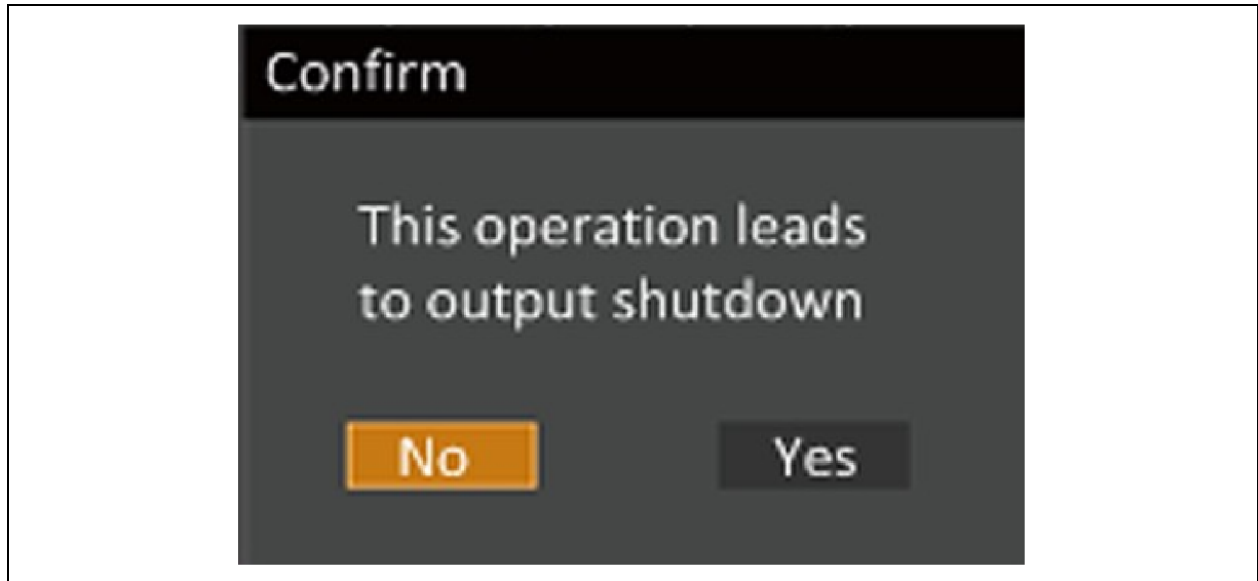 Confirm
This operation leads
to output shutdown
No Yes